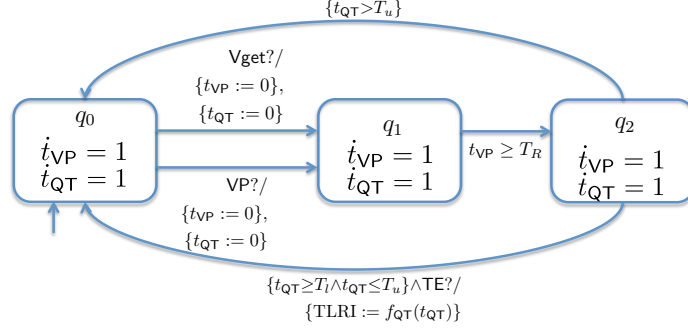 {t_QT>T_u}
Vget?/
{t_VP := 0},
{t_QT := 0}
q_0
ṫ_VP = 1
ṫ_QT = 1
q_1
ṫ_VP = 1
ṫ_QT = 1
t_VP ≥ T_R
q_2
ṫ_VP = 1
ṫ_QT = 1
VP?/
{t_VP := 0},
{t_QT := 0}
{t_QT≥T_l∧t_QT≤T_u}∧TE?/
{TLRI := f_QT(t_QT)}